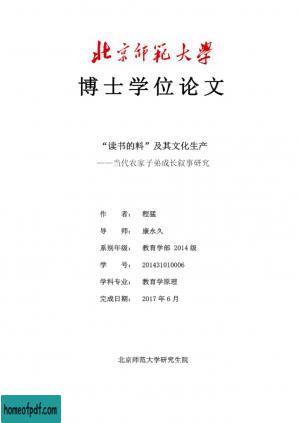 北京师范大学
博士学位论文
“读书的料”及其文化生产
——当代农家子弟成长叙事研究
作者：程猛
导师：康永久
系别年级：教育学部 2014 级
学号：201431010006
学科专业：教育学原理
完成日期：2017 年 6 月
北京师范大学研究生院
homeofpdf.com